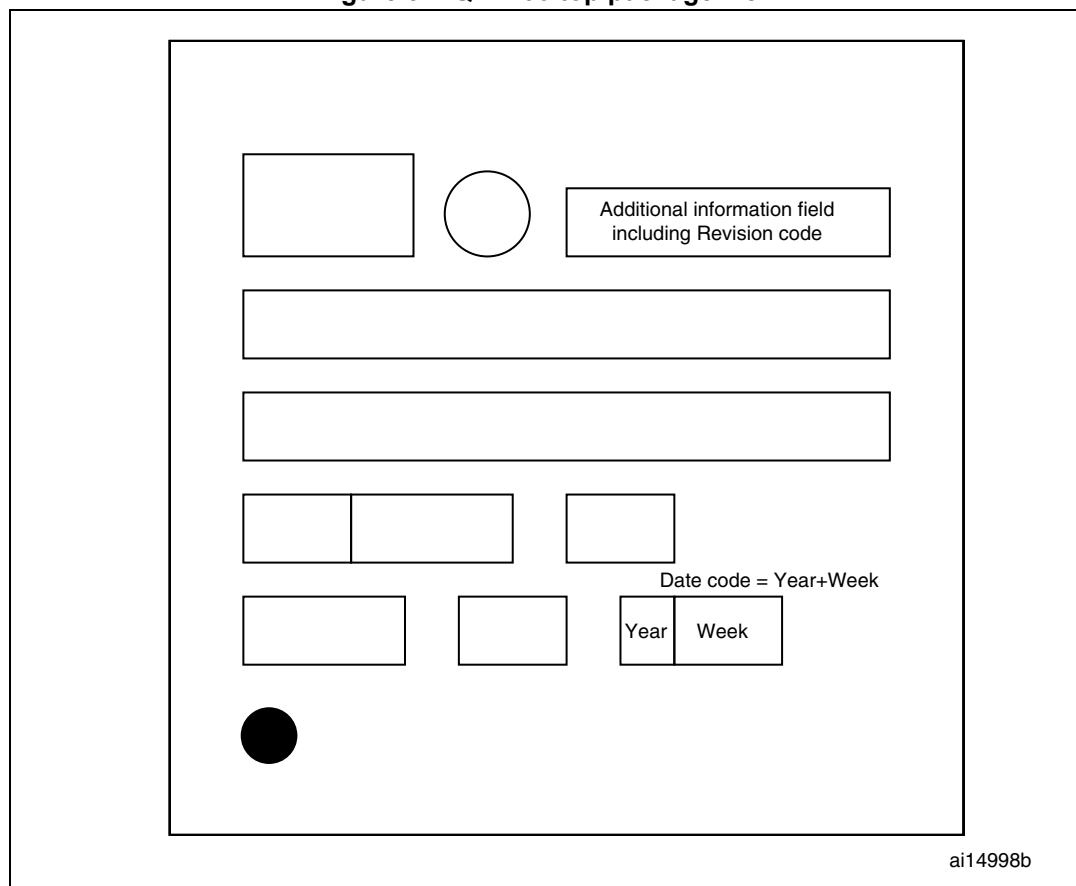 Additional information field
including Revision code
Date code = Year+Week
Year Week
ai14998b